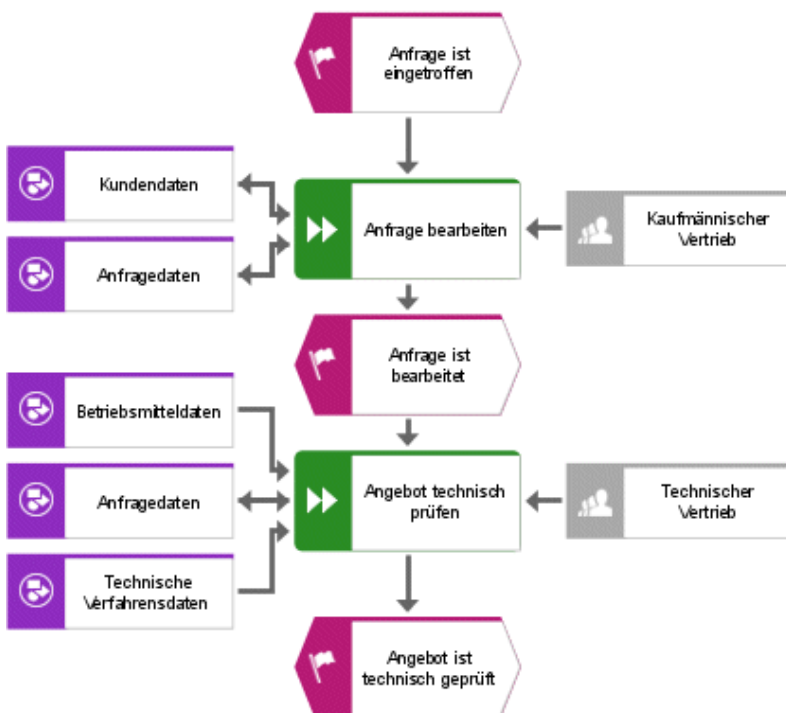 Anfrage ist
eingetroffen
Kundendaten
Anfrage bearbeiten
Kaufmännischer
Vertrieb
Anfragedaten
Anfrage ist
bearbeitet
Betriebsmitteldaten
Anfragedaten
Angebot technisch
prüfen
Technischer
Vertrieb
Technische
Verfahrensdaten
Angebot ist
technisch geprüft